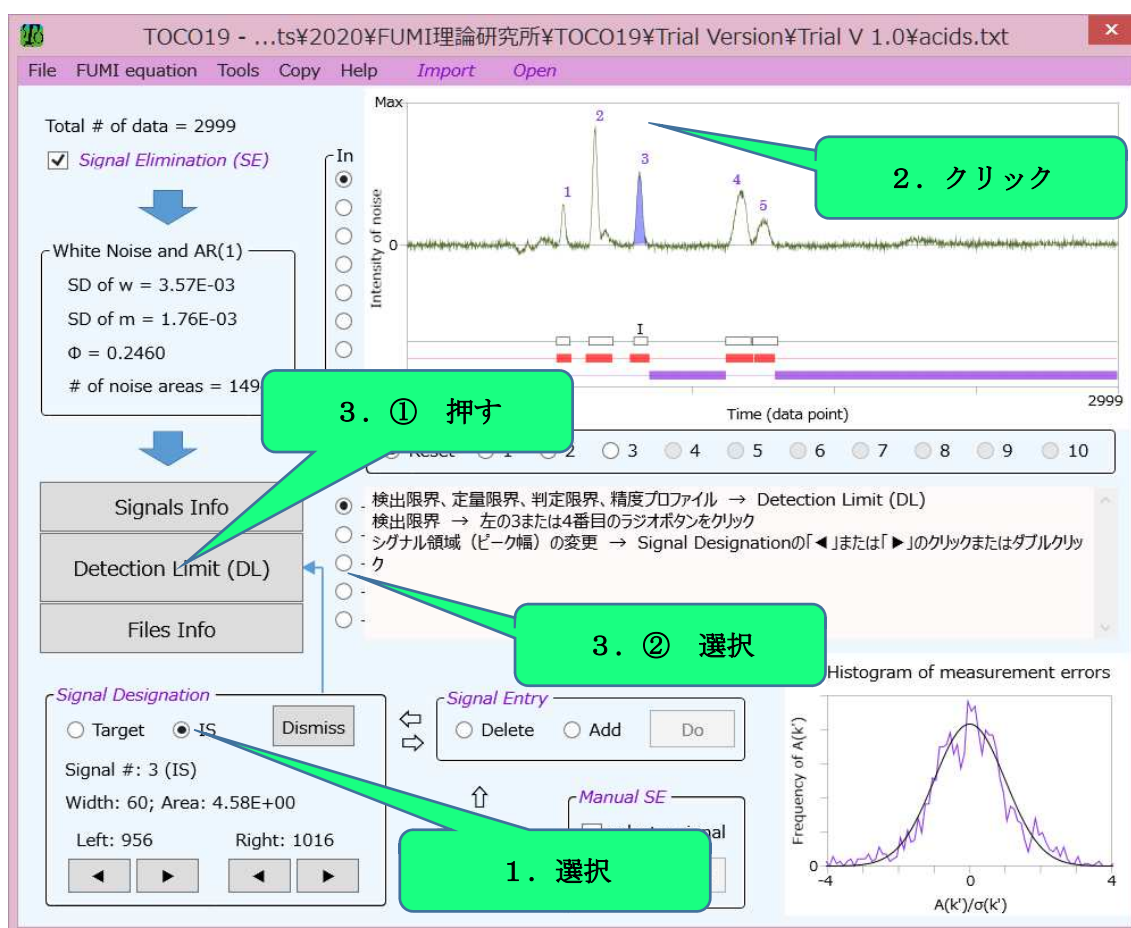 TOCO19 - ...ts¥2020¥FUMI理論研究所¥TOCO19¥Trial Version¥Trial V 1.0¥acids.txt
x
File FUMI equation Tools Copy Help Import Open
Total # of data = 2999
Signal Elimination (SE)
White Noise and AR(1)
SD of w = 3.57E-03
SD of m = 1.76E-03
Φ = 0.2460
# of noise areas = 149
In
Max
Intensity of noise
0
1
2
3
4
5
I
2999
Time (data point)
2．クリック
3．① 押す
Reset 1 2 3 4 5 6 7 8 9 10
Signals Info
Detection Limit (DL)
Files Info
検出限界、定量限界、判定限界、精度プロファイル → Detection Limit (DL)
検出限界 → 左の3または4番目のラジオボタンをクリック
シグナル領域（ピーク幅）の変更 → Signal Designationの「◀」または「▶」のクリックまたはダブルクリッ
ク
3．② 選択
Signal Designation
Target IS Dismiss
Signal #: 3 (IS)
Width: 60; Area: 4.58E+00
Left: 956 Right: 1016
◀ ▶ ◀ ▶
Signal Entry
Delete Add Do
Manual SE
1．選択
Histogram of measurement errors
Frequency of A(k')
0
-4 0 4
A(k')/σ(k')